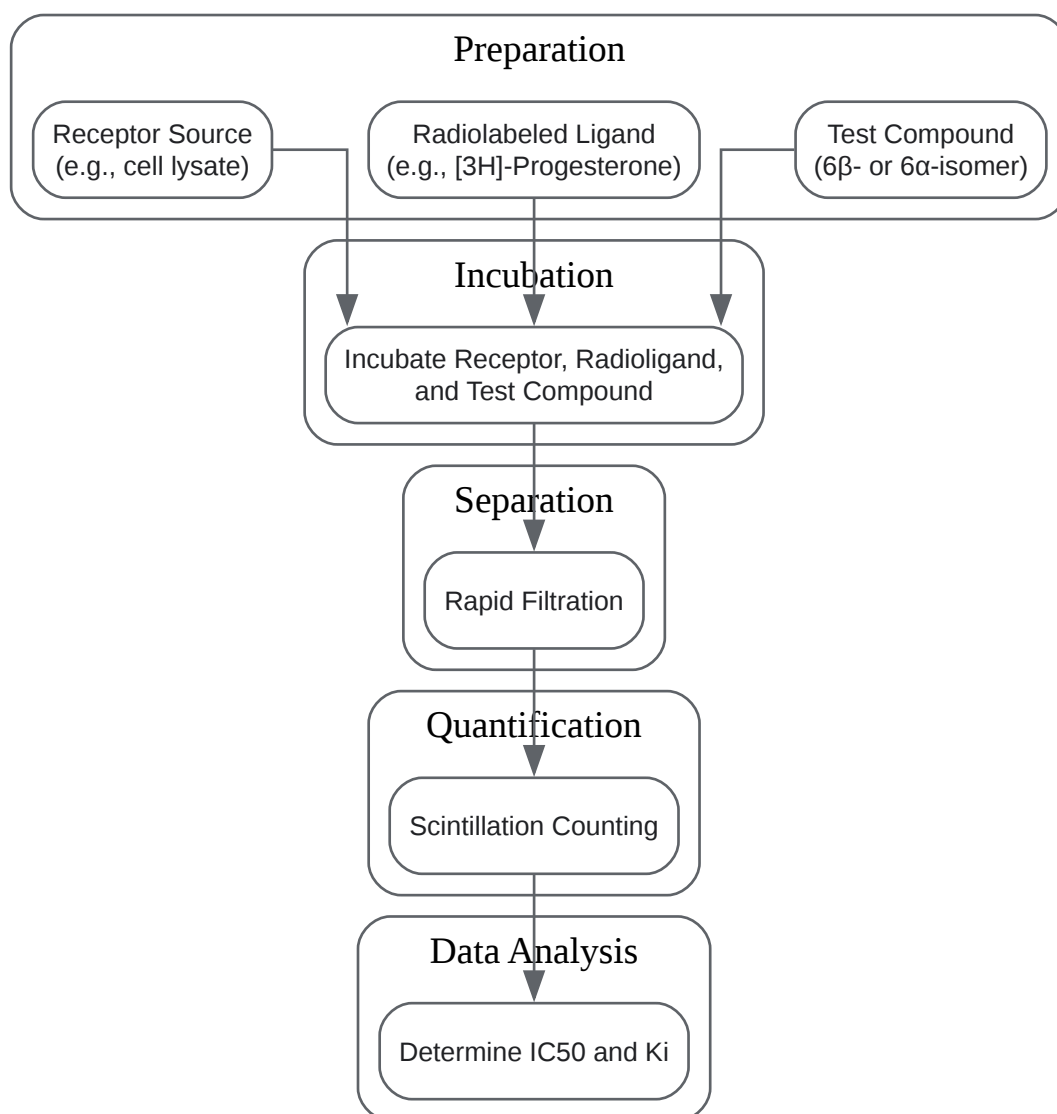 Preparation
Receptor Source
(e.g., cell lysate)
Radiolabeled Ligand
(e.g., [3H]-Progesterone)
Test Compound
(6β- or 6α-isomer)
Incubation
Incubate Receptor, Radioligand,
and Test Compound
Separation
Rapid Filtration
Quantification
Scintillation Counting
Data Analysis
Determine IC50 and Ki